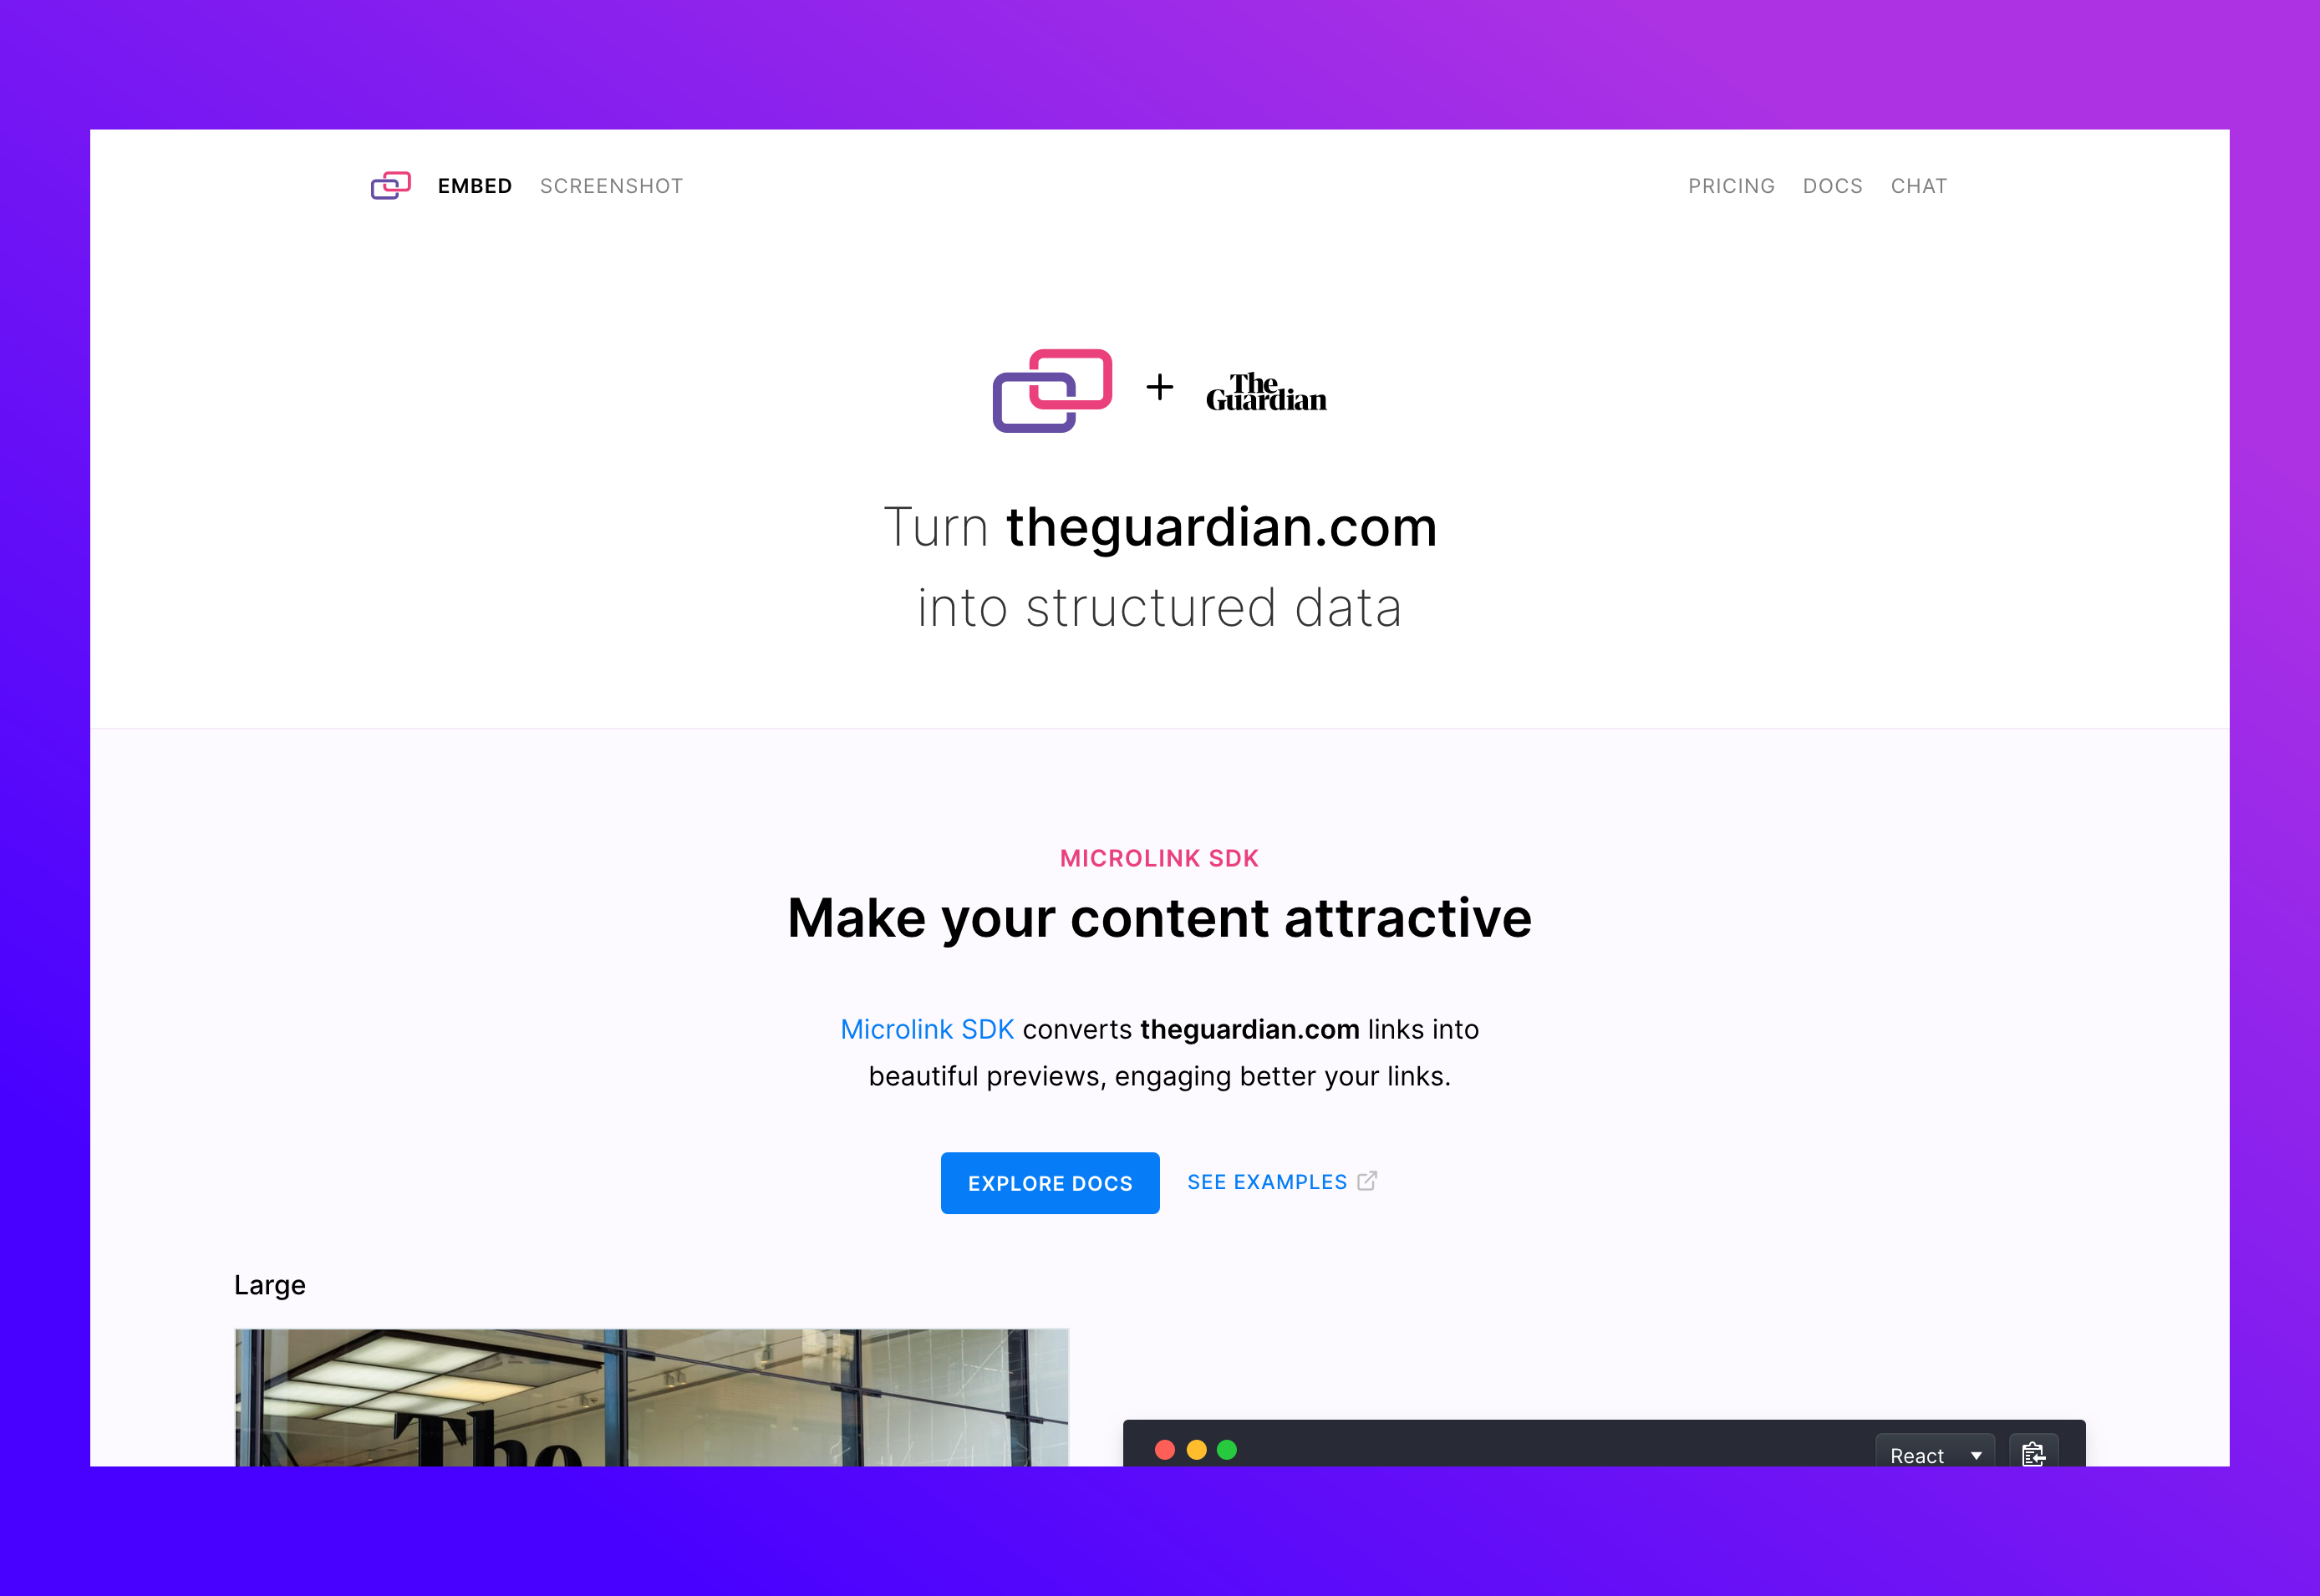 EMBED SCREENSHOT PRICING DOCS CHAT
The
Guardian
Turn theguardian.com
into structured data
MICROLINK SDK
Make your content attractive
Microlink SDK converts theguardian.com links into
beautiful previews, engaging better your links.
EXPLORE DOCS SEE EXAMPLES
Large
The
React